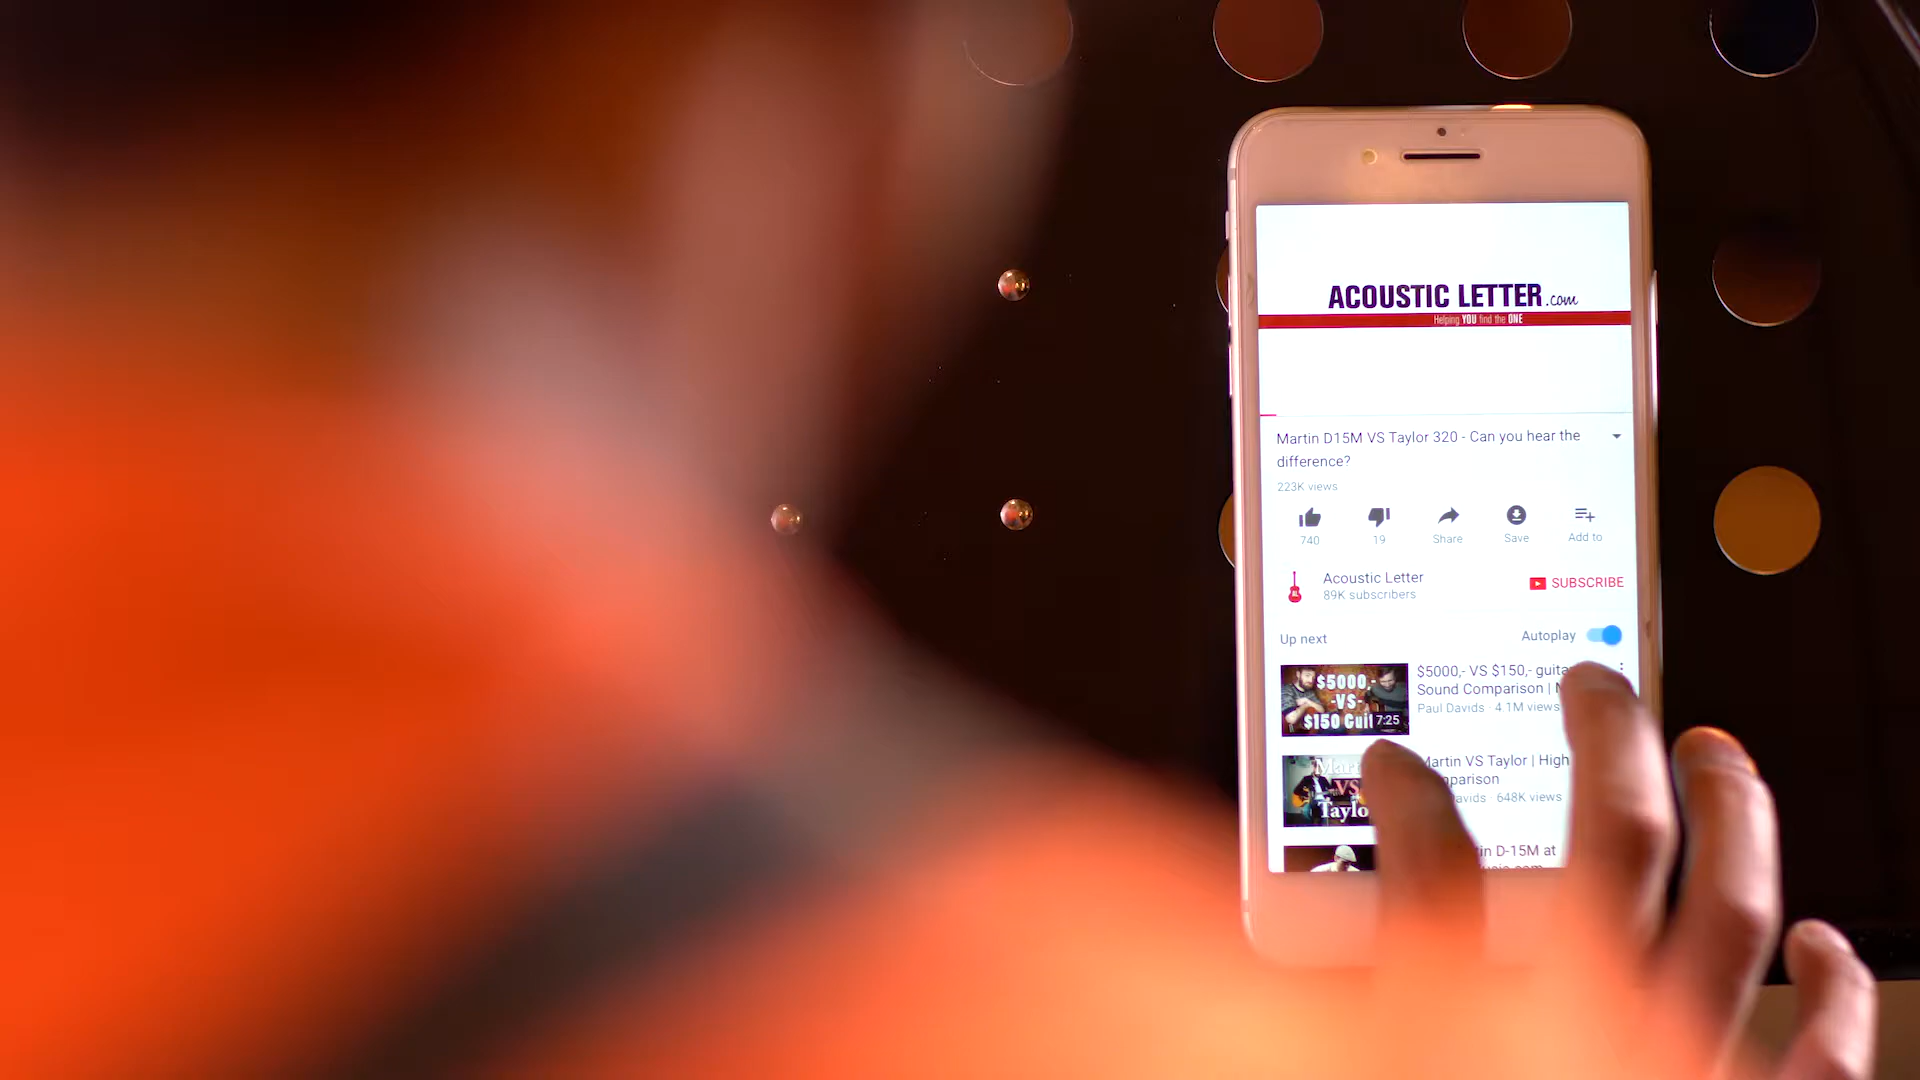 ACOUSTIC LETTER.com
Helping YOU find the ONE
Martin D15M VS Taylor 320 - Can you hear the
difference?
223K views
740
19
Share
Save
Add to
Acoustic Letter
89K subscribers
SUBSCRIBE
Up next
Autoplay
$5000,-
-VS-
$150 Guit
7:25
$5000,- VS $150,- guita
Sound Comparison |
Paul Davids · 4.1M views
Mart
VS
Taylo
Martin VS Taylor | High
parison
avids · 648K views
tin D-15M at